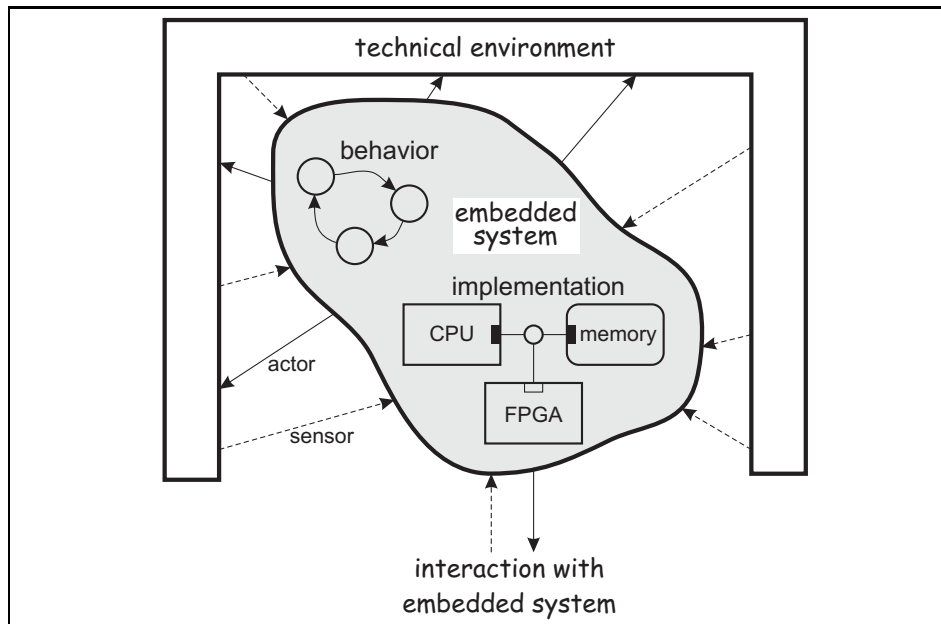 technical environment
behavior
embedded
system
implementation
CPU
memory
FPGA
actor
sensor
interaction with
embedded system